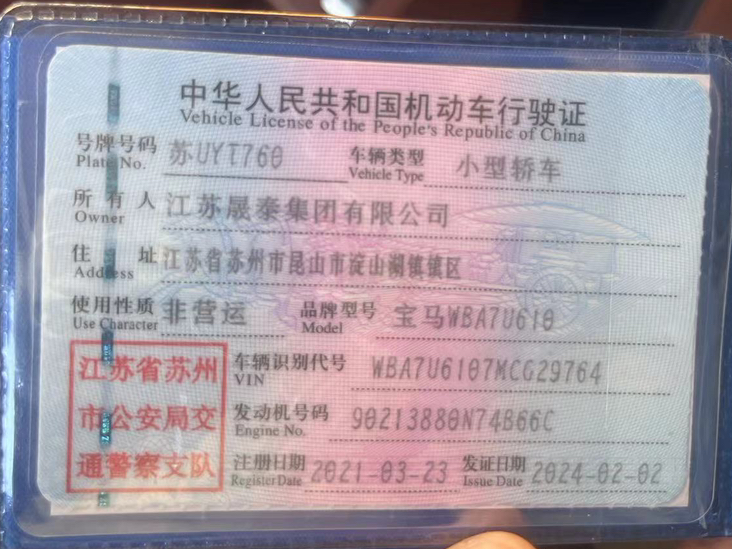 中华人民共和国机动车行驶证
Vehicle License of the People's Republic of China
号牌号码 苏UYT760 车辆类型 小型轿车
Plate No. Vehicle Type
所有人 江苏晟泰集团有限公司
Owner
住址 江苏省苏州市昆山市淀山湖镇镇区
Address
使用性质 非营运 品牌型号 宝马WBA7U610
Use Character Model
江苏省苏州
市公安局交
通警察支队
车辆识别代号 WBA7U6107MCG29764
VIN
发动机号码 90213880N74B66C
Engine No.
注册日期 2021-03-23 发证日期 2024-02-02
Register Date Issue Date